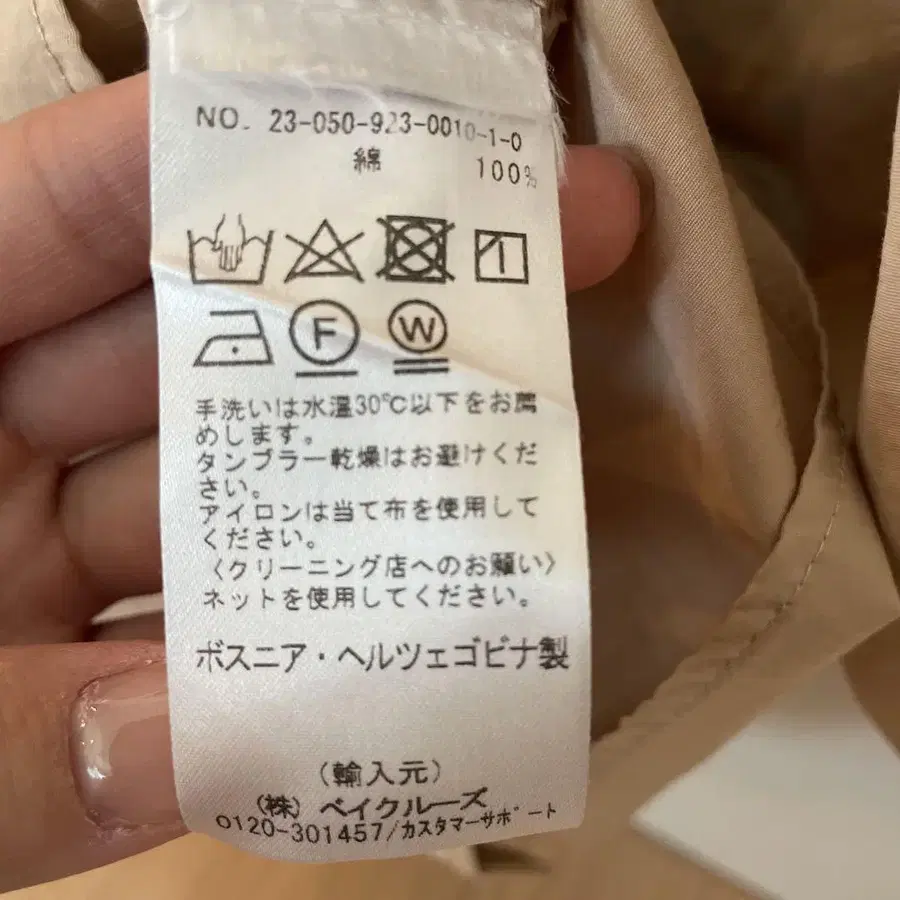 NO. 23-050-923-0010-1-0
綿 100%
F W
手洗いは水温30℃以下をお薦
めします。
タンブラー乾燥はお避けくだ
さい。
アイロンは当て布を使用して
ください。
〈クリーニング店へのお願い〉
ネットを使用してください。
ボスニア・ヘルツェゴビナ製
(輸入元)
(株) ベイクルーズ
0120-301457/カスタマーサポート